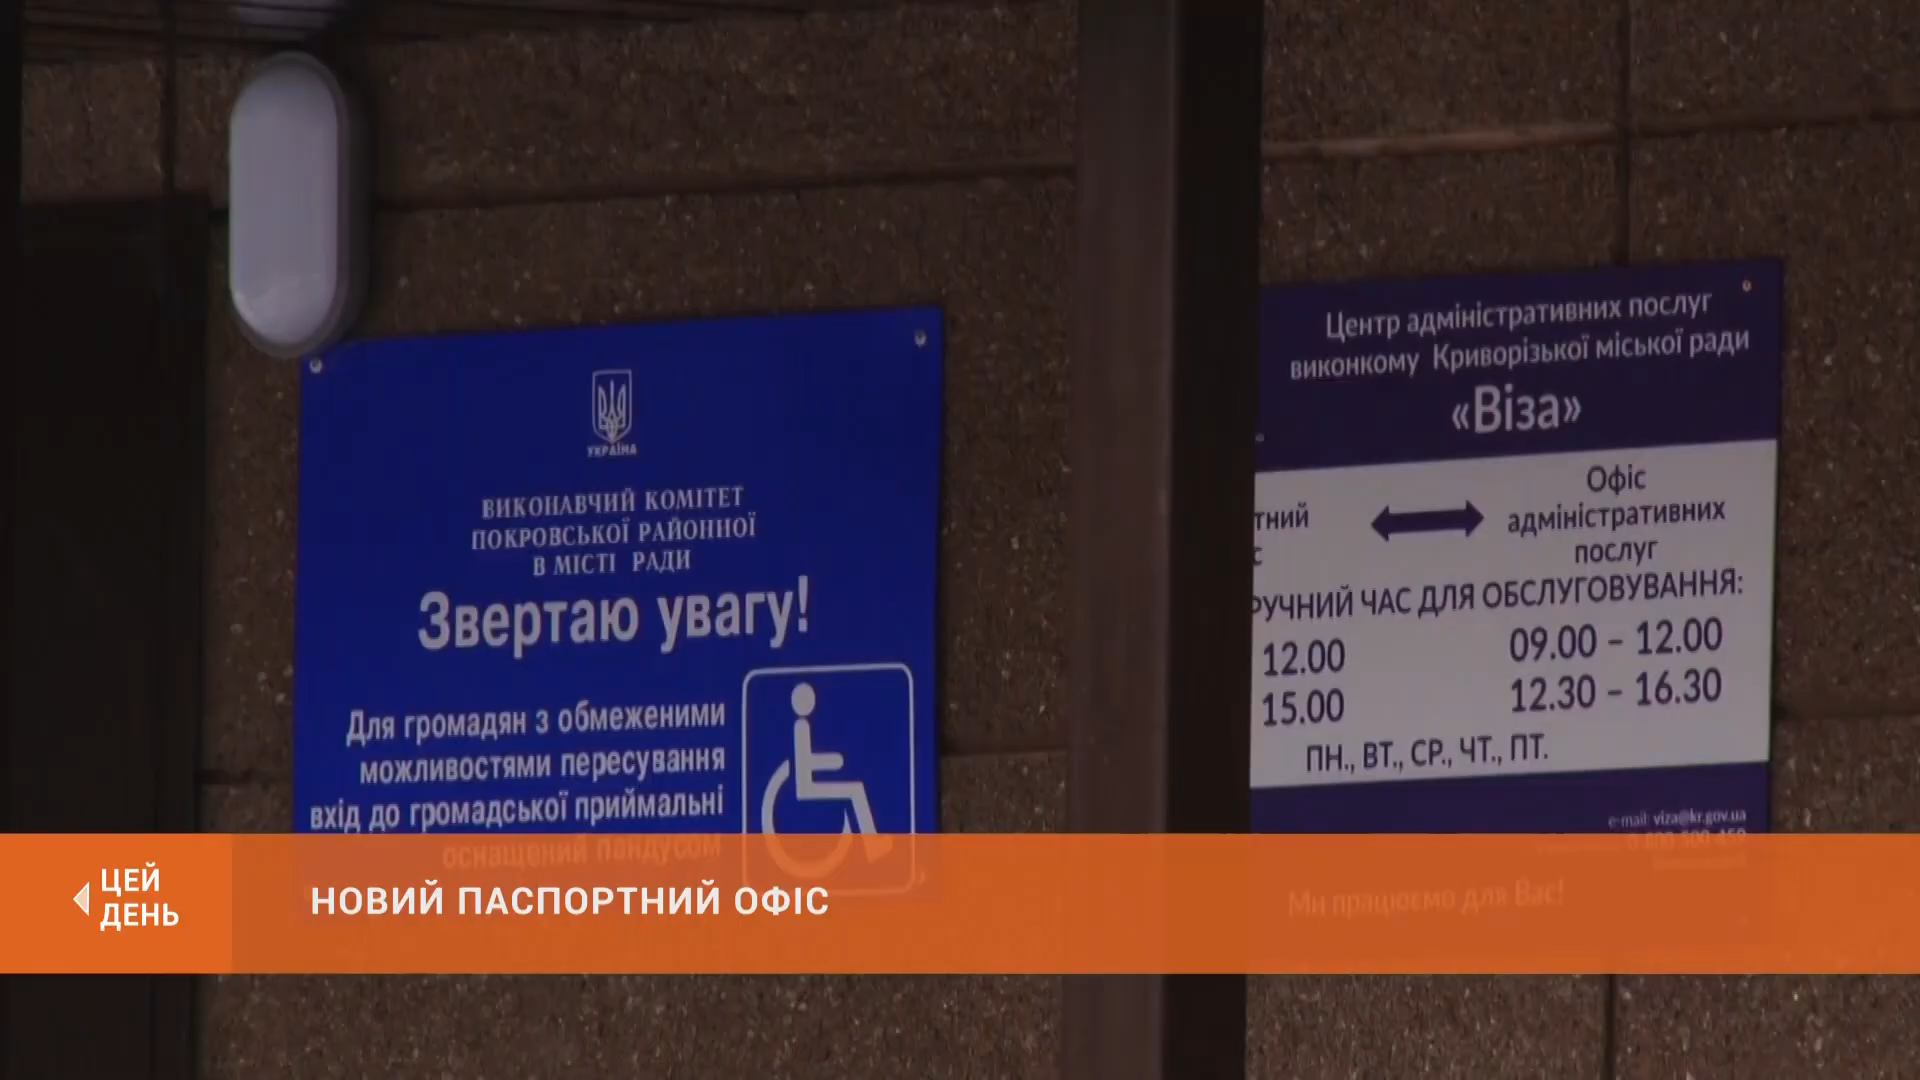 УКРАЇНА
ВИКОНАВЧИЙ КОМІТЕТ
ПОКРОВСЬКОЇ РАЙОННОЇ
В МІСТІ РАДИ
Звертаю увагу!
Для громадян з обмеженими
можливостями пересування
вхід до громадської приймальні
оснащений пандусом
Центр адміністративних послуг
виконкому Криворізької міської ради
«Віза»
Офіс
адміністративних
послуг
тний
с
РУЧНИЙ ЧАС ДЛЯ ОБСЛУГОВУВАННЯ:
12.00 09.00 – 12.00
15.00 12.30 – 16.30
ПН., ВТ., СР., ЧТ., ПТ.
e-mail: viza@kr.gov.ua
Ми працюємо для Вас!
ЦЕЙ
ДЕНЬ
НОВИЙ ПАСПОРТНИЙ ОФІС